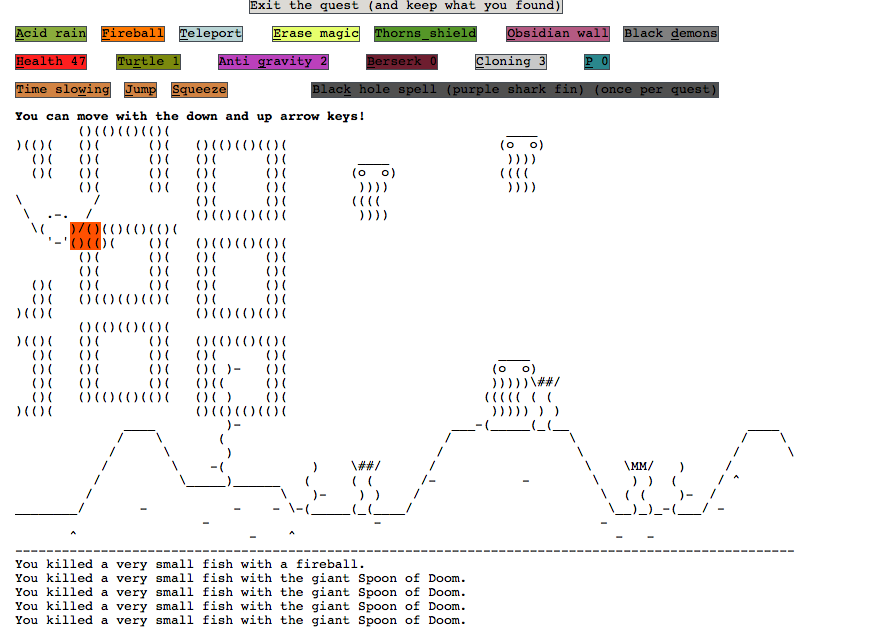 Exit the quest (and keep what you found)
Acid rain Fireball Teleport Erase magic Thorns_shield Obsidian wall Black demons
Health 47 Turtle 1 Anti gravity 2 Berserk 0 Cloning 3 P 0
Time slowing Jump Squeeze Black hole spell (purple shark fin) (once per quest)
You can move with the down and up arrow keys!
You killed a very small fish with a fireball.
You killed a very small fish with the giant Spoon of Doom.
You killed a very small fish with the giant Spoon of Doom.
You killed a very small fish with the giant Spoon of Doom.
You killed a very small fish with the giant Spoon of Doom.